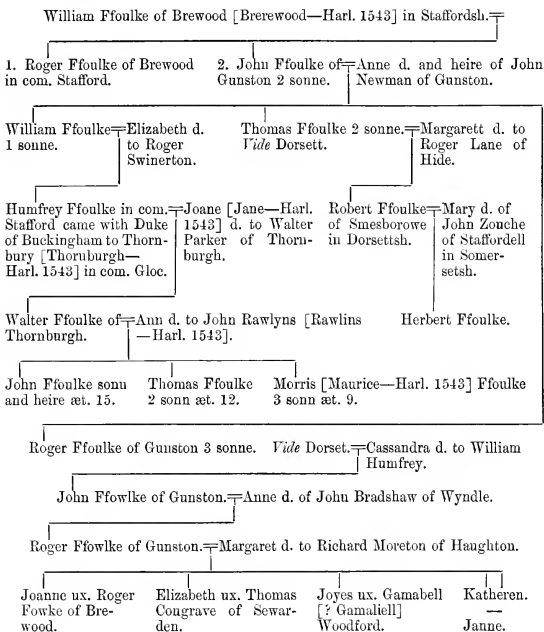 William Ffoulke of Brewood [Brerewood—Harl. 1543] in Staffordsh.
1. Roger Ffoulke of Brewood
in com. Stafford.
2. John Ffoulke of
Gunston 2 sonne.
Anne d. and heire of John
Newman of Gunston.
William Ffoulke
1 sonne.
Elizabeth d.
to Roger
Swinerton.
Thomas Ffoulke 2 sonne.
Vide Dorsett.
Margarett d. to
Roger Lane of
Hide.
Humfrey Ffoulke in com.
Stafford came with Duke
of Buckingham to Thorn-
bury [Thournburgh—
Harl. 1543] in com. Gloc.
Joane [Jane—Harl.
1543] d. to Walter
Parker of Thorn-
burgh.
Robert Ffoulke
of Smesborowe
in Dorsettsh.
Mary d. of
John Zouche
of Staffordell
in Somer-
setsh.
Walter Ffoulke of
Thornburgh.
Ann d. to John Rawlyns [Rawlins
—Harl. 1543].
Herbert Ffoulke.
John Ffoulke sonn
and heire æt. 15.
Thomas Ffoulke
2 sonn æt. 12.
Morris [Maurice—Harl. 1543] Ffoulke
3 sonn æt. 9.
Roger Ffoulke of Gunston 3 sonne. Vide Dorset.
Cassandra d. to William
Humfrey.
John Ffowlke of Gunston.
Anne d. of John Bradshaw of Wyndle.
Roger Ffowlke of Gunston.
Margaret d. to Richard Moreton of Haughton.
Joanne ux. Roger
Fowke of Bre-
wood.
Elizabeth ux. Thomas
Congrave of Sewar-
den.
Joyes ux. Gamabell
[? Gamaliell]
Woodford.
Katheren.
—
Janne.